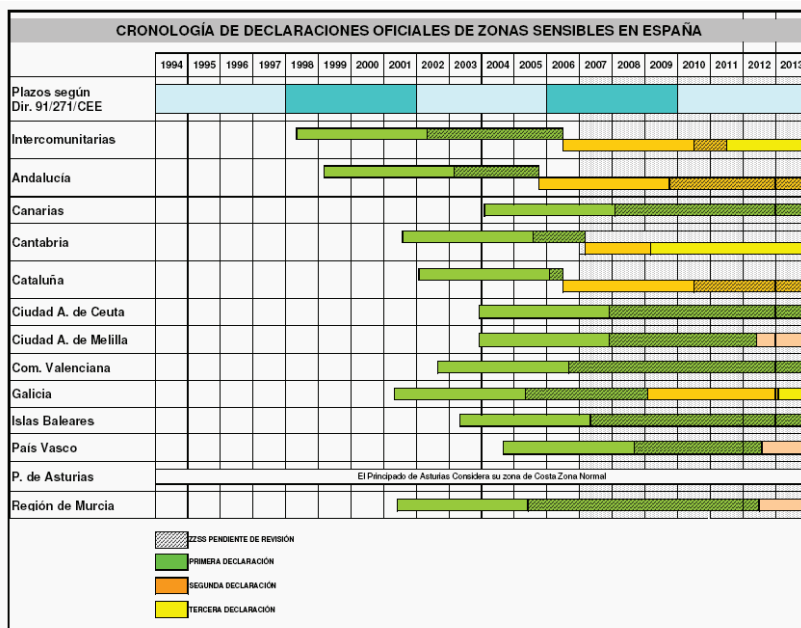 CRONOLOGÍA DE DECLARACIONES OFICIALES DE ZONAS SENSIBLES EN ESPAÑA
1994 1995 1996 1997 1998 1999 2000 2001 2002 2003 2004 2005 2006 2007 2008 2009 2010 2011 2012 2013
Plazos según
Dir. 91/271/CEE
Intercomunitarias
Andalucía
Canarias
Cantabria
Cataluña
Ciudad A. de Ceuta
Ciudad A. de Melilla
Com. Valenciana
Galicia
Islas Baleares
País Vasco
P. de Asturias
El Principado de Asturias Considera su zona de Costa Zona Normal
Región de Murcia
ZZSS PENDIENTE DE REVISIÓN
PRIMERA DECLARACIÓN
SEGUNDA DECLARACIÓN
TERCERA DECLARACIÓN